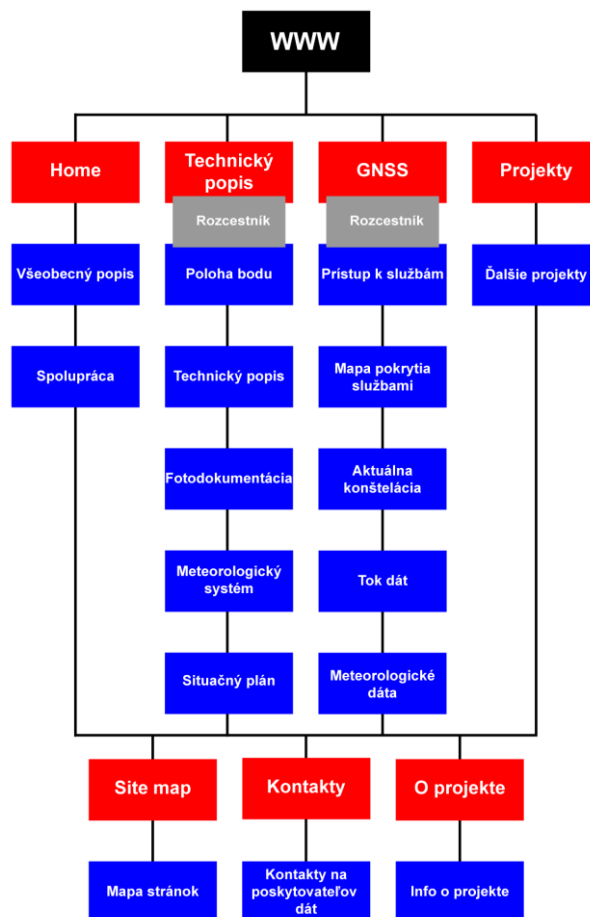 WWW
Home
Technický
popis
GNSS
Projekty
Rozcestník
Rozcestník
Všeobecný popis
Poloha bodu
Prístup k službám
Ďalšie projekty
Spolupráca
Technický popis
Mapa pokrytia
službami
Fotodokumentácia
Aktuálna
konštelácia
Meteorologický
systém
Tok dát
Situačný plán
Meteorologické
dáta
Site map
Kontakty
O projekte
Mapa stránok
Kontakty na
poskytovateľov
dát
Info o projekte